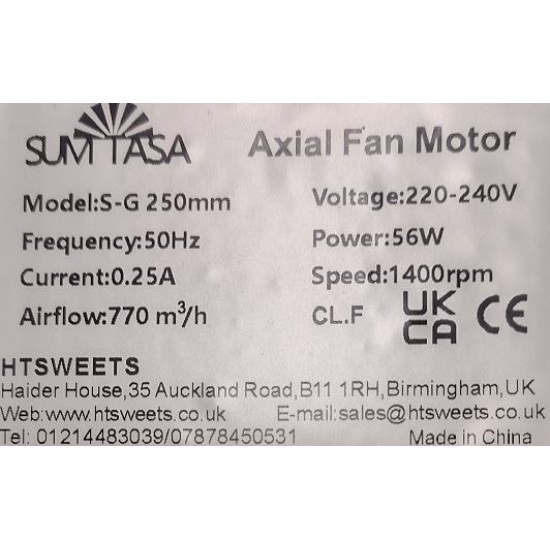 SUMTASA
Axial Fan Motor
Model:S-G 250mm
Voltage:220-240V
Frequency:50Hz
Power:56W
Current:0.25A
Speed:1400rpm
Airflow:770 m³/h
CL.F
UK
CA
CE
HTSWEETS
Haider House,35 Auckland Road,B11 1RH,Birmingham,UK
Web:www.htsweets.co.uk E-mail:sales@htsweets.co.uk
Tel: 01214483039/07878450531 Made in China